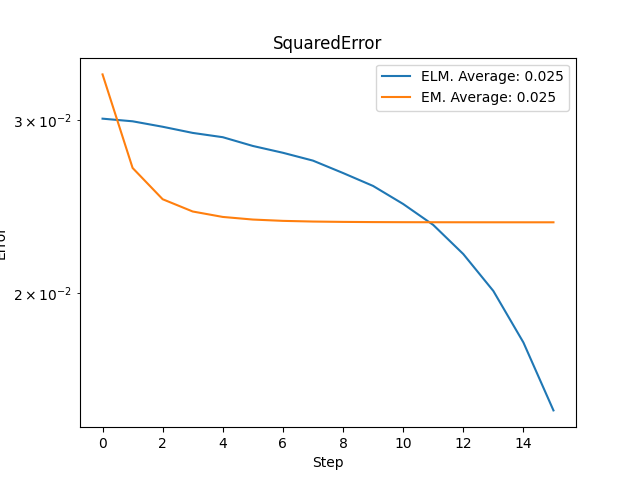 SquaredError
ELM. Average: 0.025
EM. Average: 0.025
3 × 10⁻²
2 × 10⁻²
Error
0 2 4 6 8 10 12 14
Step